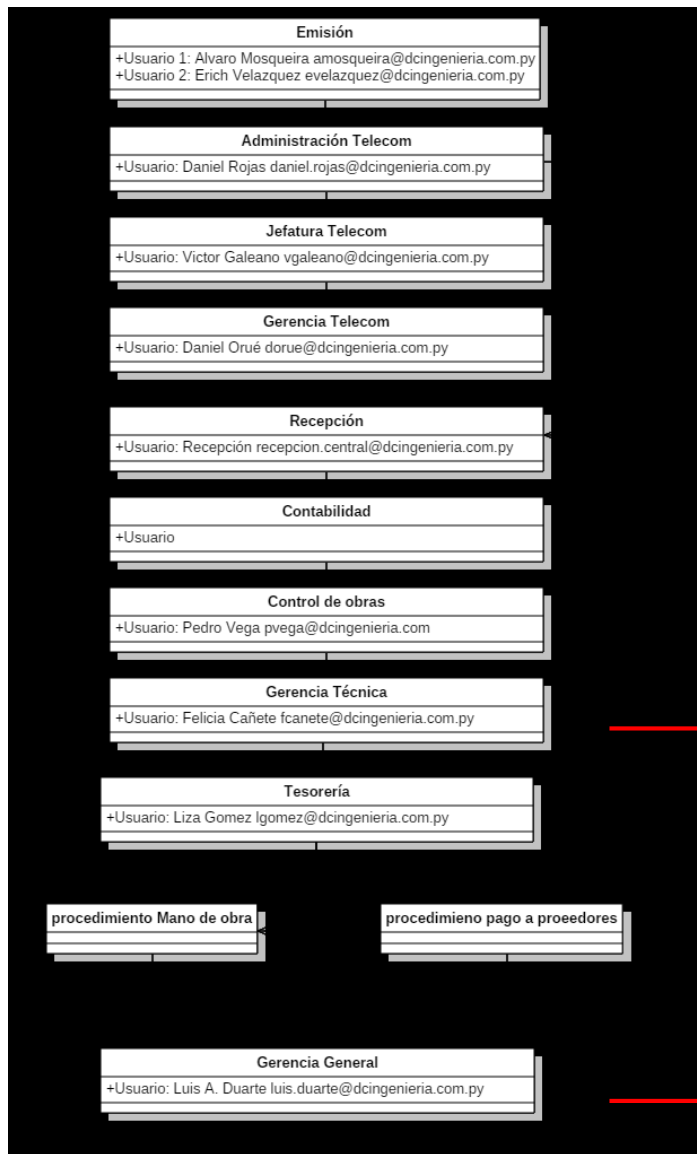 Emisión
+Usuario 1: Alvaro Mosqueira amosqueira@dcingenieria.com.py
+Usuario 2: Erich Velazquez evelazquez@dcingenieria.com.py
Administración Telecom
+Usuario: Daniel Rojas daniel.rojas@dcingenieria.com.py
Jefatura Telecom
+Usuario: Victor Galeano vgaleano@dcingenieria.com.py
Gerencia Telecom
+Usuario: Daniel Orué dorue@dcingenieria.com.py
Recepción
+Usuario: Recepción recepcion.central@dcingenieria.com.py
Contabilidad
+Usuario
Control de obras
+Usuario: Pedro Vega pvega@dcingenieria.com
Gerencia Técnica
+Usuario: Felicia Cañete fcanete@dcingenieria.com.py
Tesorería
+Usuario: Liza Gomez lgomez@dcingenieria.com.py
procedimiento Mano de obra
procedimieno pago a proeedores
Gerencia General
+Usuario: Luis A. Duarte luis.duarte@dcingenieria.com.py